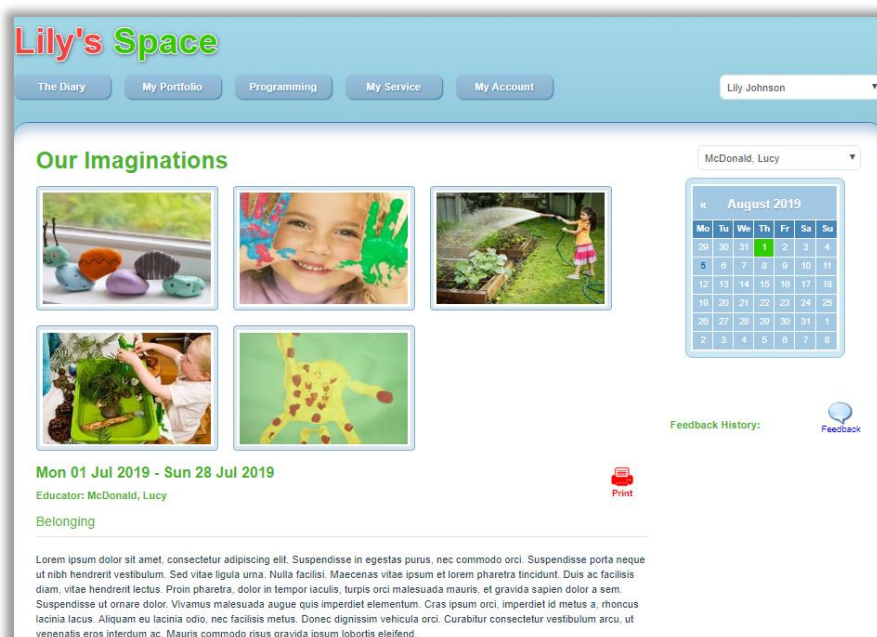 Lily's Space
The Diary
My Portfolio
Programming
My Service
My Account
Lily Johnson
Our Imaginations
McDonald, Lucy
« August 2019
Mo Tu We Th Fr Sa Su
29 30 31 1 2 3 4
5 6 7 8 9 10 11
12 13 14 15 16 17 18
19 20 21 22 23 24 25
26 27 28 29 30 31 1
2 3 4 5 6 7 8
Feedback History:
Feedback
Mon 01 Jul 2019 - Sun 28 Jul 2019
Print
Educator: McDonald, Lucy
Belonging
Lorem ipsum dolor sit amet, consectetur adipiscing elit. Suspendisse in egestas purus, nec commodo orci. Suspendisse porta neque
ut nibh hendrerit vestibulum. Sed vitae ligula urna. Nulla facilisi. Maecenas vitae ipsum et lorem pharetra tincidunt. Duis ac facilisis
diam, vitae hendrerit lectus. Proin pharetra, dolor in tempor iaculis, turpis orci malesuada mauris, et gravida sapien dolor a sem.
Suspendisse ut ornare dolor. Vivamus malesuada augue quis imperdiet elementum. Cras ipsum orci, imperdiet id metus a, rhoncus
lacinia lacus. Aliquam eu lacinia odio, nec facilisis metus. Donec dignissim vehicula orci. Curabitur consectetur vestibulum arcu, ut
venenatis eros interdum ac. Mauris commodo risus gravida ipsum lobortis eleifend.